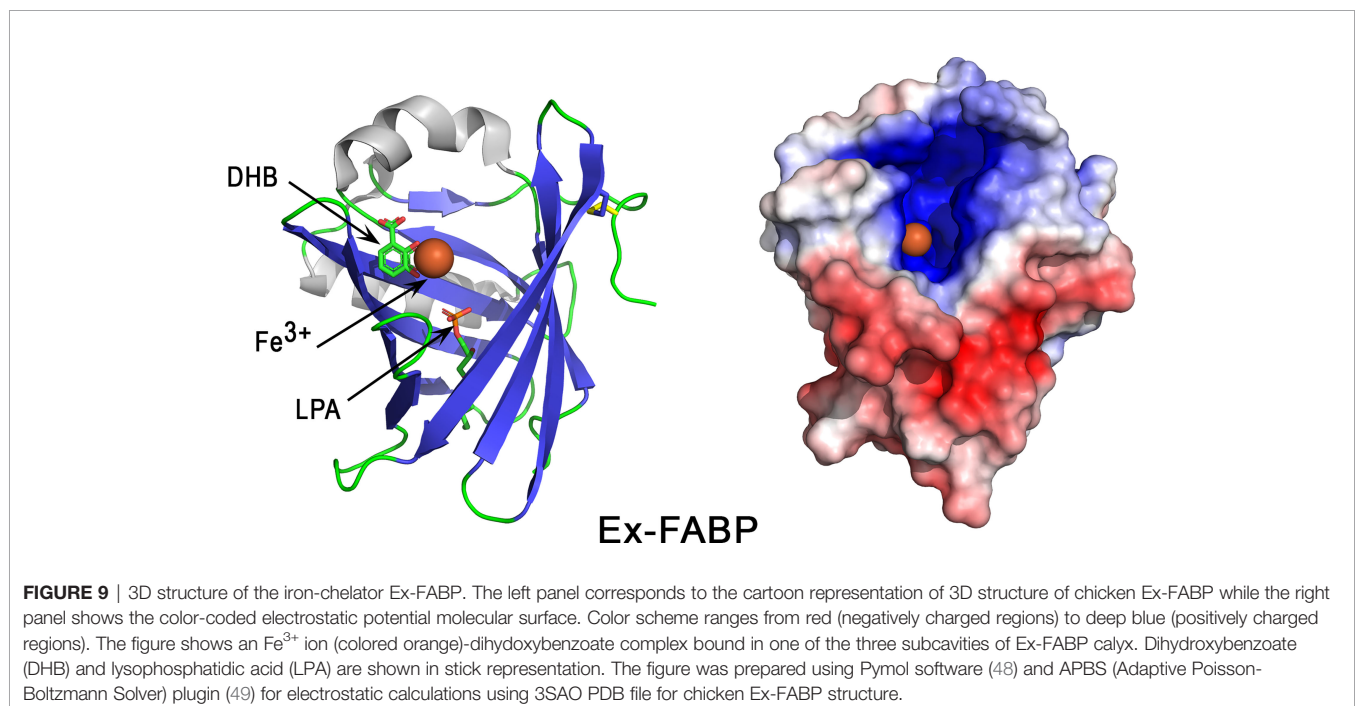 DHB
Fe3+
LPA
Ex-FABP
FIGURE 9 | 3D structure of the iron-chelator Ex-FABP. The left panel corresponds to the cartoon representation of 3D structure of chicken Ex-FABP while the right
panel shows the color-coded electrostatic potential molecular surface. Color scheme ranges from red (negatively charged regions) to deep blue (positively charged
regions). The figure shows an Fe3+ ion (colored orange)-dihydoxybenzoate complex bound in one of the three subcavities of Ex-FABP calyx. Dihydroxybenzoate
(DHB) and lysophosphatidic acid (LPA) are shown in stick representation. The figure was prepared using Pymol software (48) and APBS (Adaptive Poisson-
Boltzmann Solver) plugin (49) for electrostatic calculations using 3SAO PDB file for chicken Ex-FABP structure.